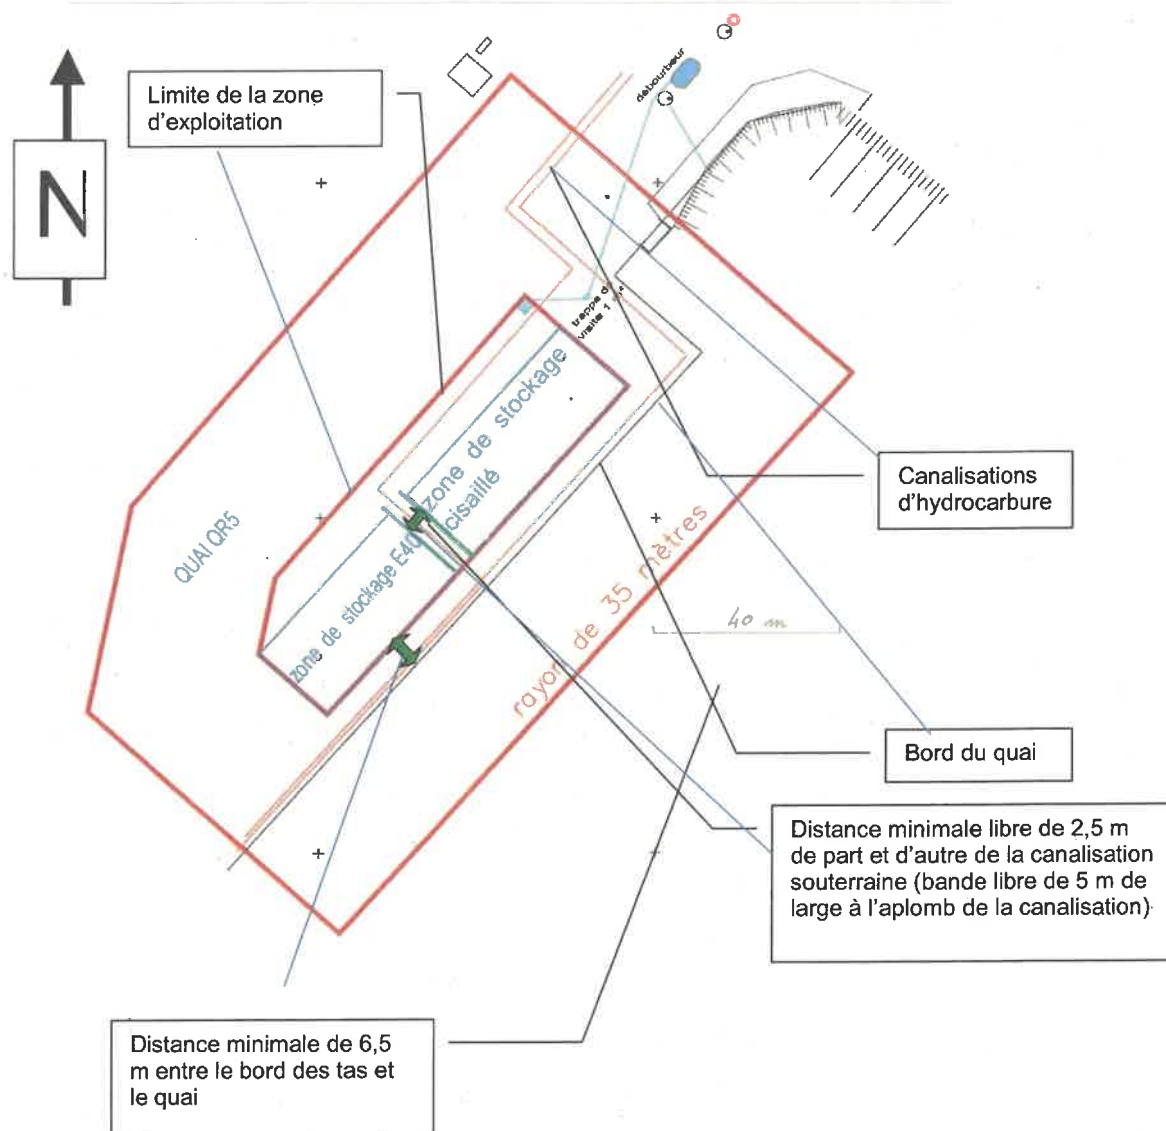 Limite de la zone
d'exploitation
N
débourbeur
trappe de
visite 1
zone de stockage
cisaillé
zone de stockage E40
QUAI QR5
rayon de 35 mètres
40 m
Canalisations
d'hydrocarbure
Bord du quai
Distance minimale libre de 2,5 m
de part et d'autre de la canalisation
souterraine (bande libre de 5 m de
large à l'aplomb de la canalisation)
Distance minimale de 6,5
m entre le bord des tas et
le quai